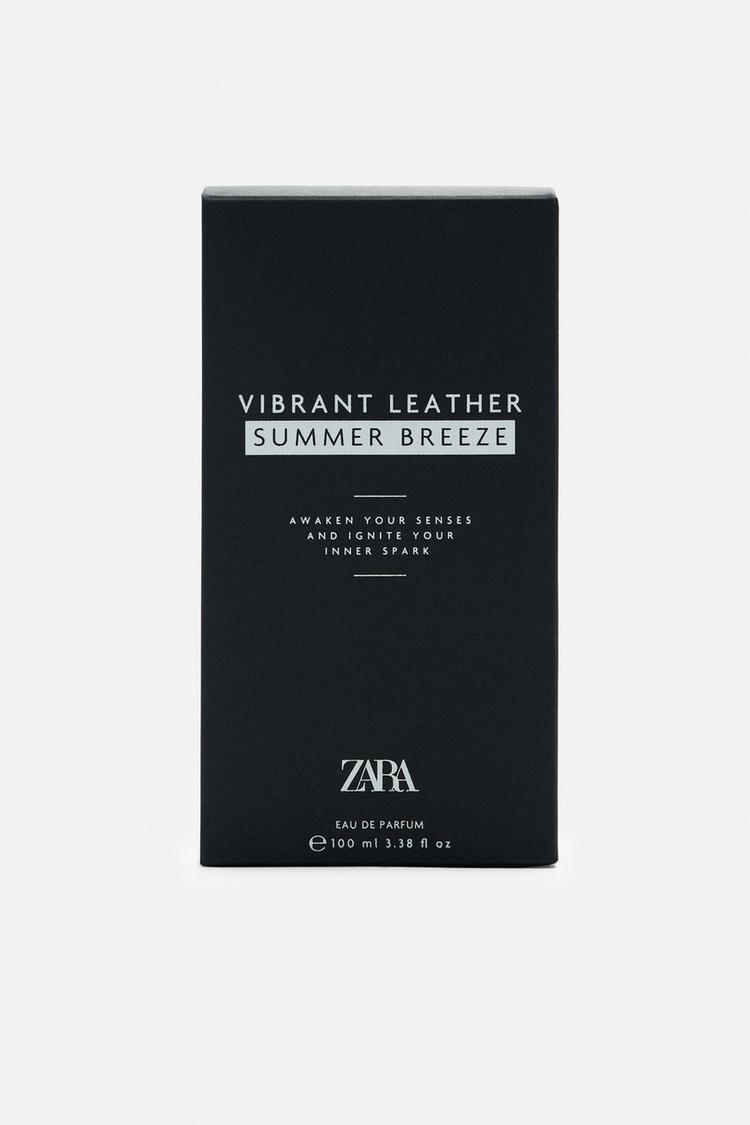 VIBRANT LEATHER
SUMMER BREEZE
AWAKEN YOUR SENSES
AND IGNITE YOUR
INNER SPARK
ZARA
EAU DE PARFUM
℮ 100 ml 3.38 fl oz